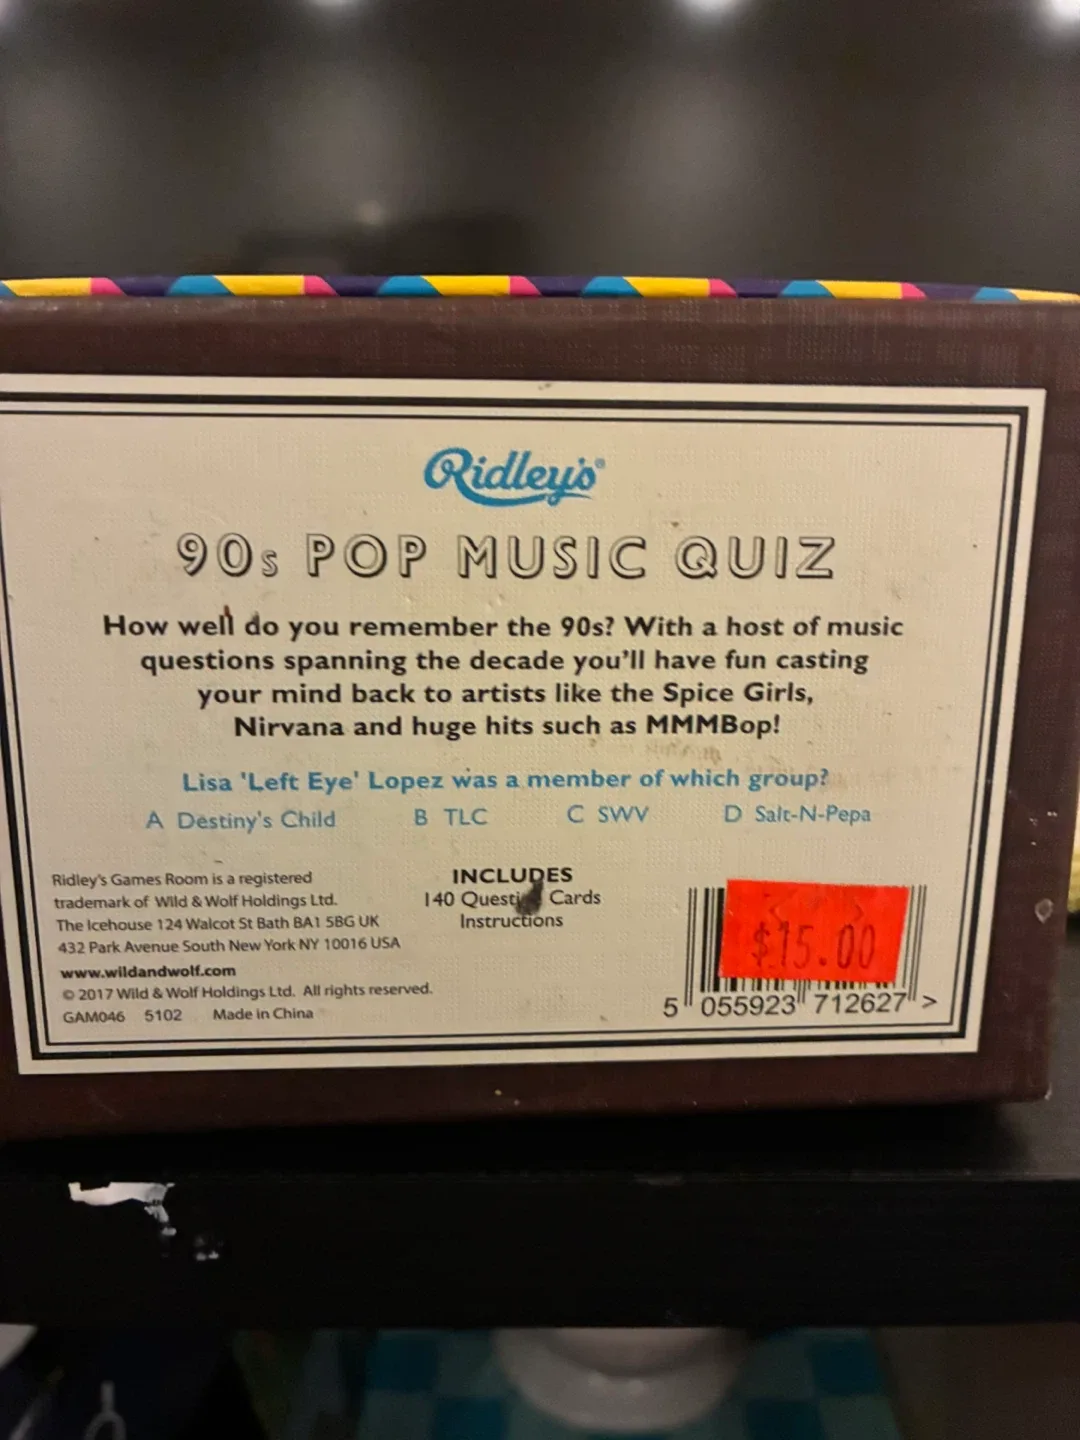 Ridley's®
90s POP MUSIC QUIZ
How well do you remember the 90s? With a host of music
questions spanning the decade you'll have fun casting
your mind back to artists like the Spice Girls,
Nirvana and huge hits such as MMMBop!
Lisa 'Left Eye' Lopez was a member of which group?
A Destiny's Child B TLC C SWV D Salt-N-Pepa
Ridley's Games Room is a registered
trademark of Wild & Wolf Holdings Ltd.
The Icehouse 124 Walcot St Bath BA1 5BG UK
432 Park Avenue South New York NY 10016 USA
www.wildandwolf.com
© 2017 Wild & Wolf Holdings Ltd. All rights reserved.
GAM046 5102 Made in China
INCLUDES
140 Question Cards
Instructions
$15.00
5 055923 712627 >